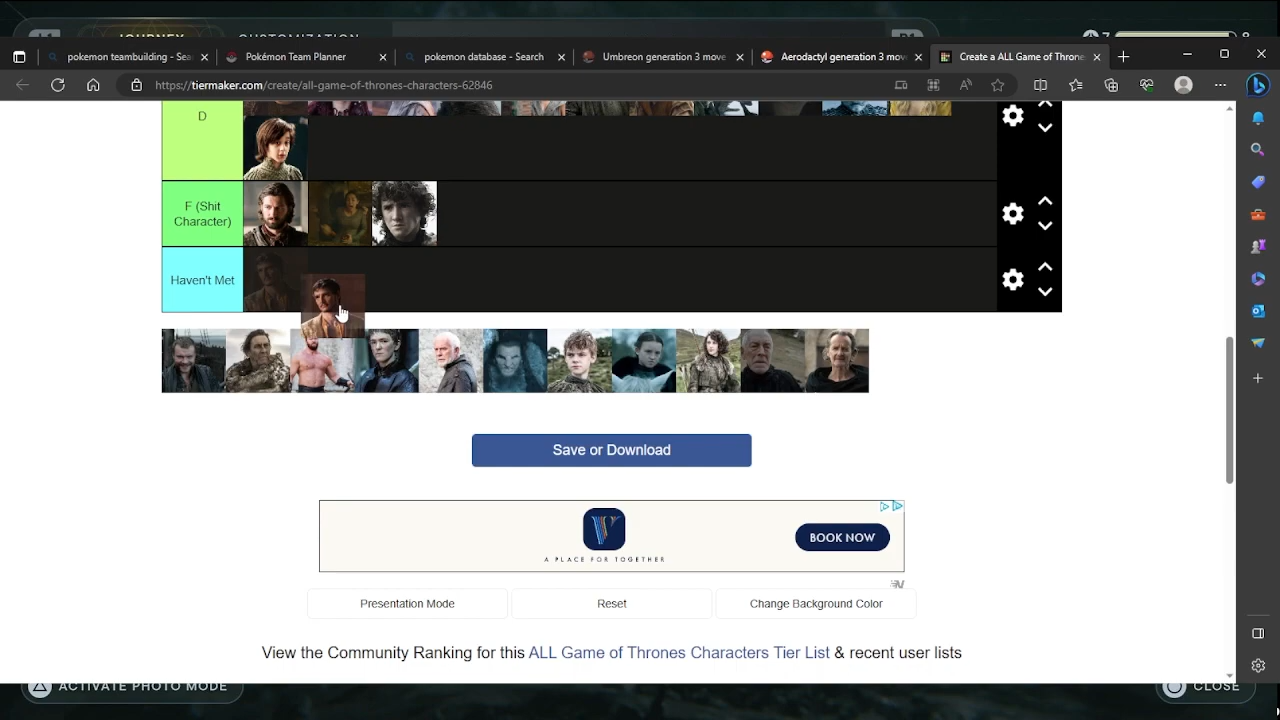 JOURNEY CUSTOMIZATION
pokemon teambuilding - Sea
Pokémon Team Planner
pokemon database - Search
Umbreon generation 3 move
Aerodactyl generation 3 mov
Create a ALL Game of Throne
https://tiermaker.com/create/all-game-of-thrones-characters-62846
D
F (Shit
Character)
Haven't Met
Save or Download
A PLACE FOR TOGETHER
BOOK NOW
Presentation Mode
Reset
Change Background Color
View the Community Ranking for this ALL Game of Thrones Characters Tier List & recent user lists
ACTIVATE PHOTO MODE
CLOSE